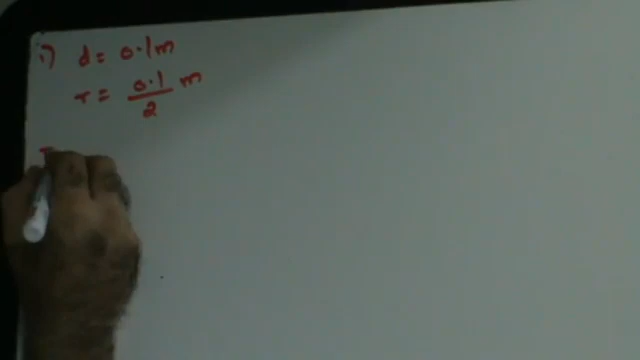 i) d = 0.1m
r = 0.1/2 m